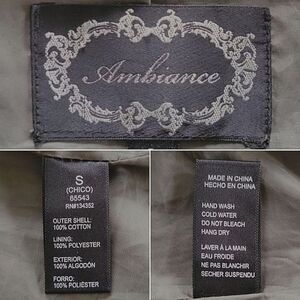 Ambiance
S
(CHICO)
65543
RN#134352
OUTER SHELL:
100% COTTON
LINING:
100% POLYESTER
EXTERIOR:
100% ALGODÓN
FORRO:
100% POLIÉSTER
MADE IN CHINA
HECHO EN CHINA
HAND WASH
COLD WATER
DO NOT BLEACH
HANG DRY
LAVER À LA MAIN
EAU FROIDE
NE PAS BLANCHIR
SECHER SUSPENDU